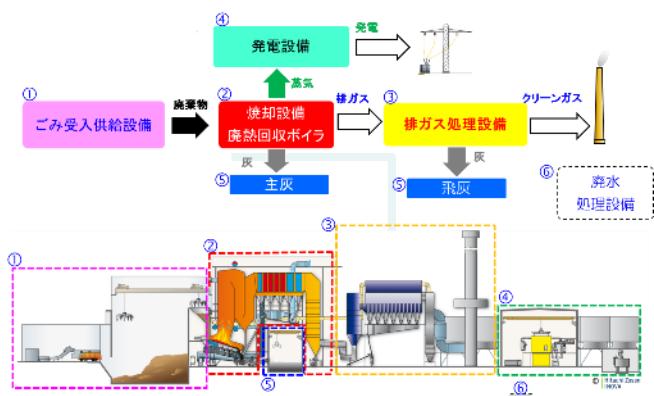 ④
発電設備
発電
蒸気
①
ごみ受入供給設備
廃棄物
②
焼却設備
廃熱回収ボイラ
排ガス
③
排ガス処理設備
クリーンガス
灰
⑤
主灰
灰
⑤
飛灰
⑥
廃水
処理設備
①
②
③
④
⑤
⑥
© Hitachi Zosen
INOVA